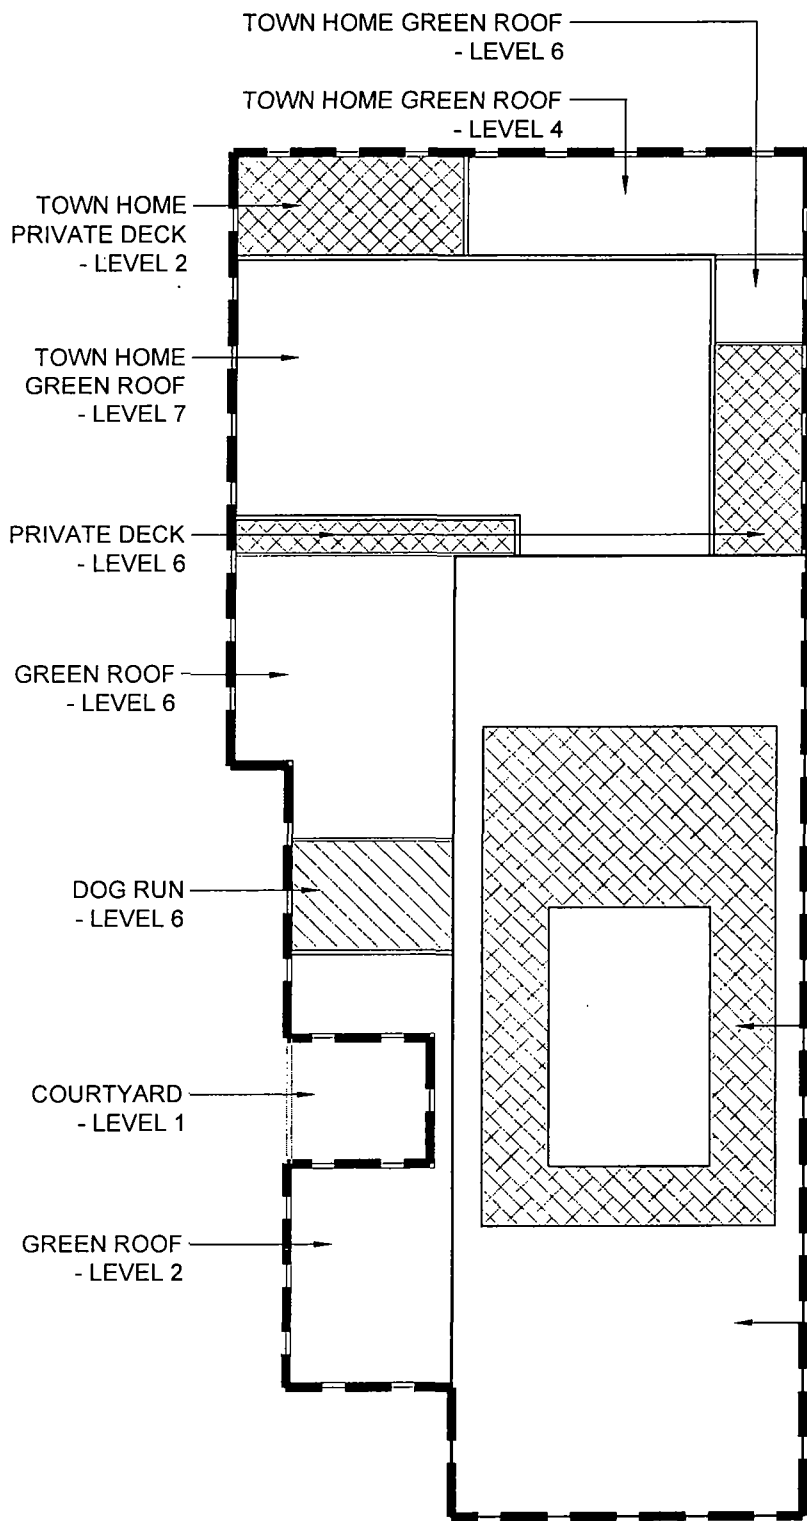 TOWN HOME GREEN ROOF
- LEVEL 6
TOWN HOME GREEN ROOF
- LEVEL 4
TOWN HOME
PRIVATE DECK
- LEVEL 2
TOWN HOME
GREEN ROOF
- LEVEL 7
PRIVATE DECK
- LEVEL 6
GREEN ROOF
- LEVEL 6
DOG RUN
- LEVEL 6
COURTYARD
- LEVEL 1
GREEN ROOF
- LEVEL 2